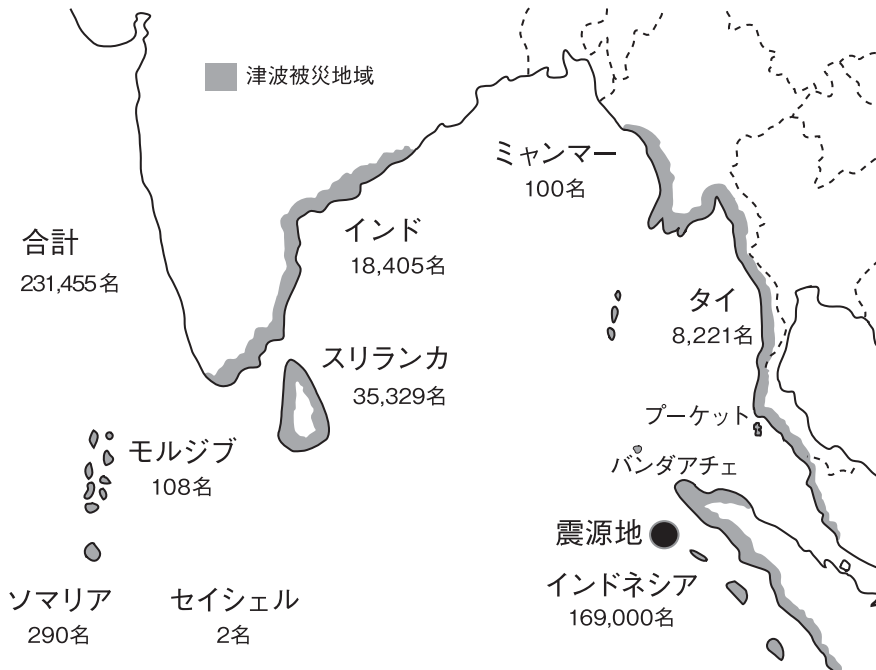 津波被災地域
ミャンマー
100名
合計
231,455名
インド
18,405名
タイ
8,221名
スリランカ
35,329名
プーケット
モルジブ
108名
バンダアチェ
震源地
インドネシア
169,000名
ソマリア
290名
セイシェル
2名